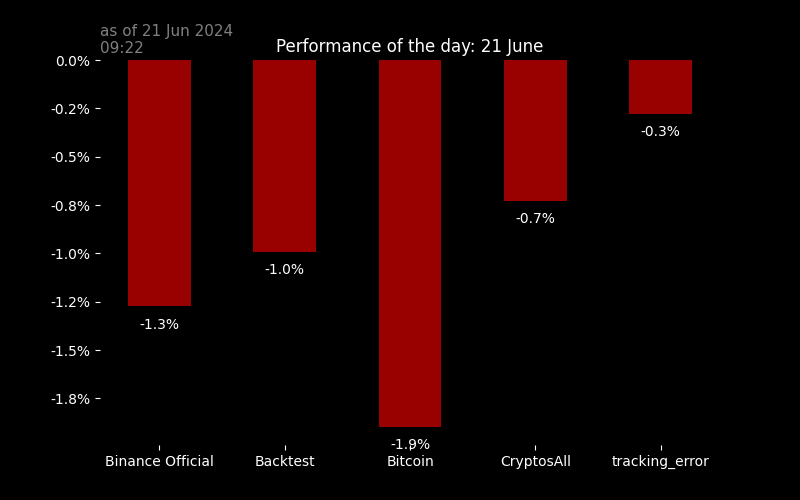 as of 21 Jun 2024
09:22
Performance of the day: 21 June
0.0%
-0.2%
-0.5%
-0.8%
-1.0%
-1.2%
-1.5%
-1.8%
-1.3%
-1.0%
-1.9%
-0.7%
-0.3%
Binance Official
Backtest
Bitcoin
CryptosAll
tracking_error